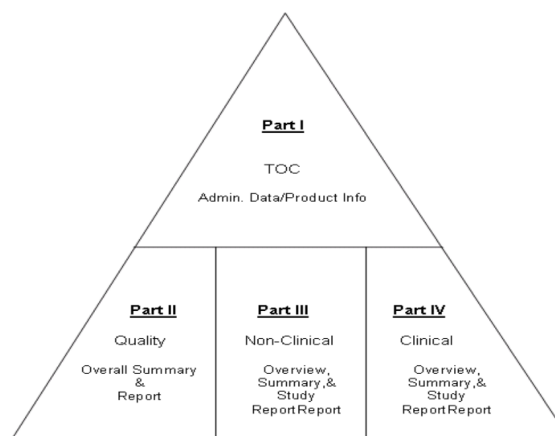 Part I
TOC
Admin. Data/Product Info
Part II
Quality
Overall Summary
&
Report
Part III
Non-Clinical
Overview,
Summary,&
Study
ReportReport
Part IV
Clinical
Overview,
Summary,&
Study
ReportReport